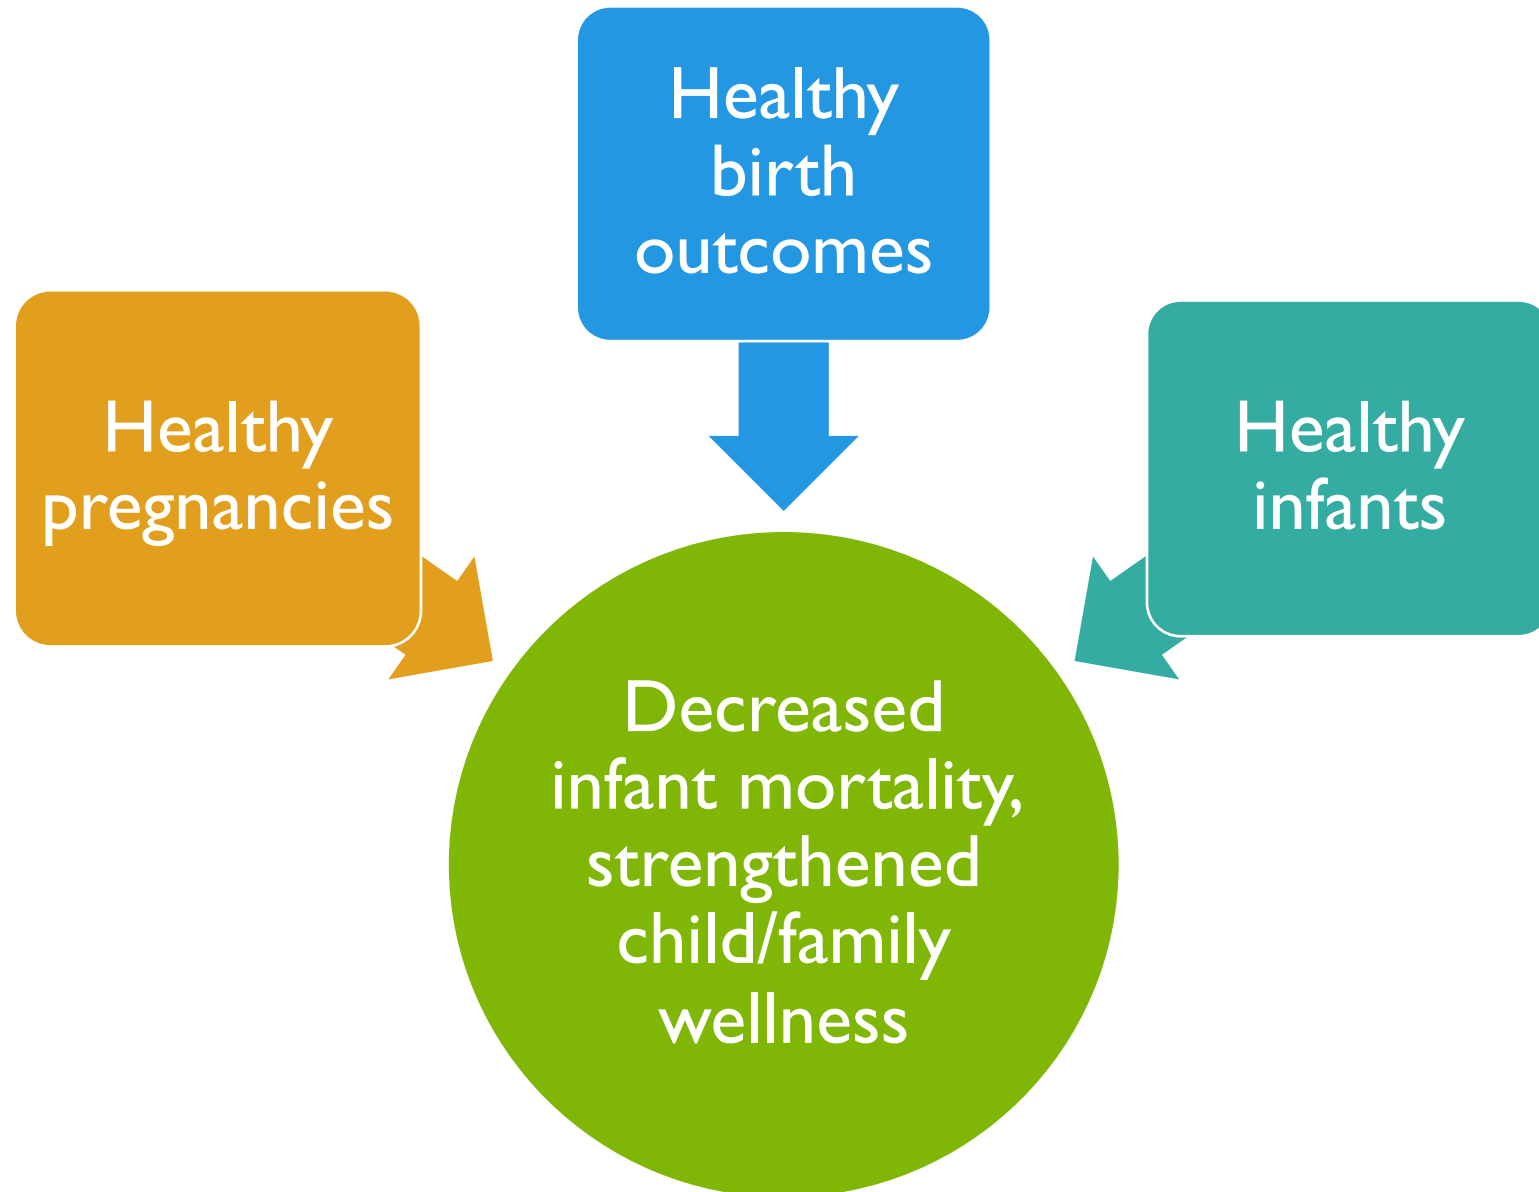 Healthy
birth
outcomes
Healthy
pregnancies
Healthy
infants
Decreased
infant mortality,
strengthened
child/family
wellness